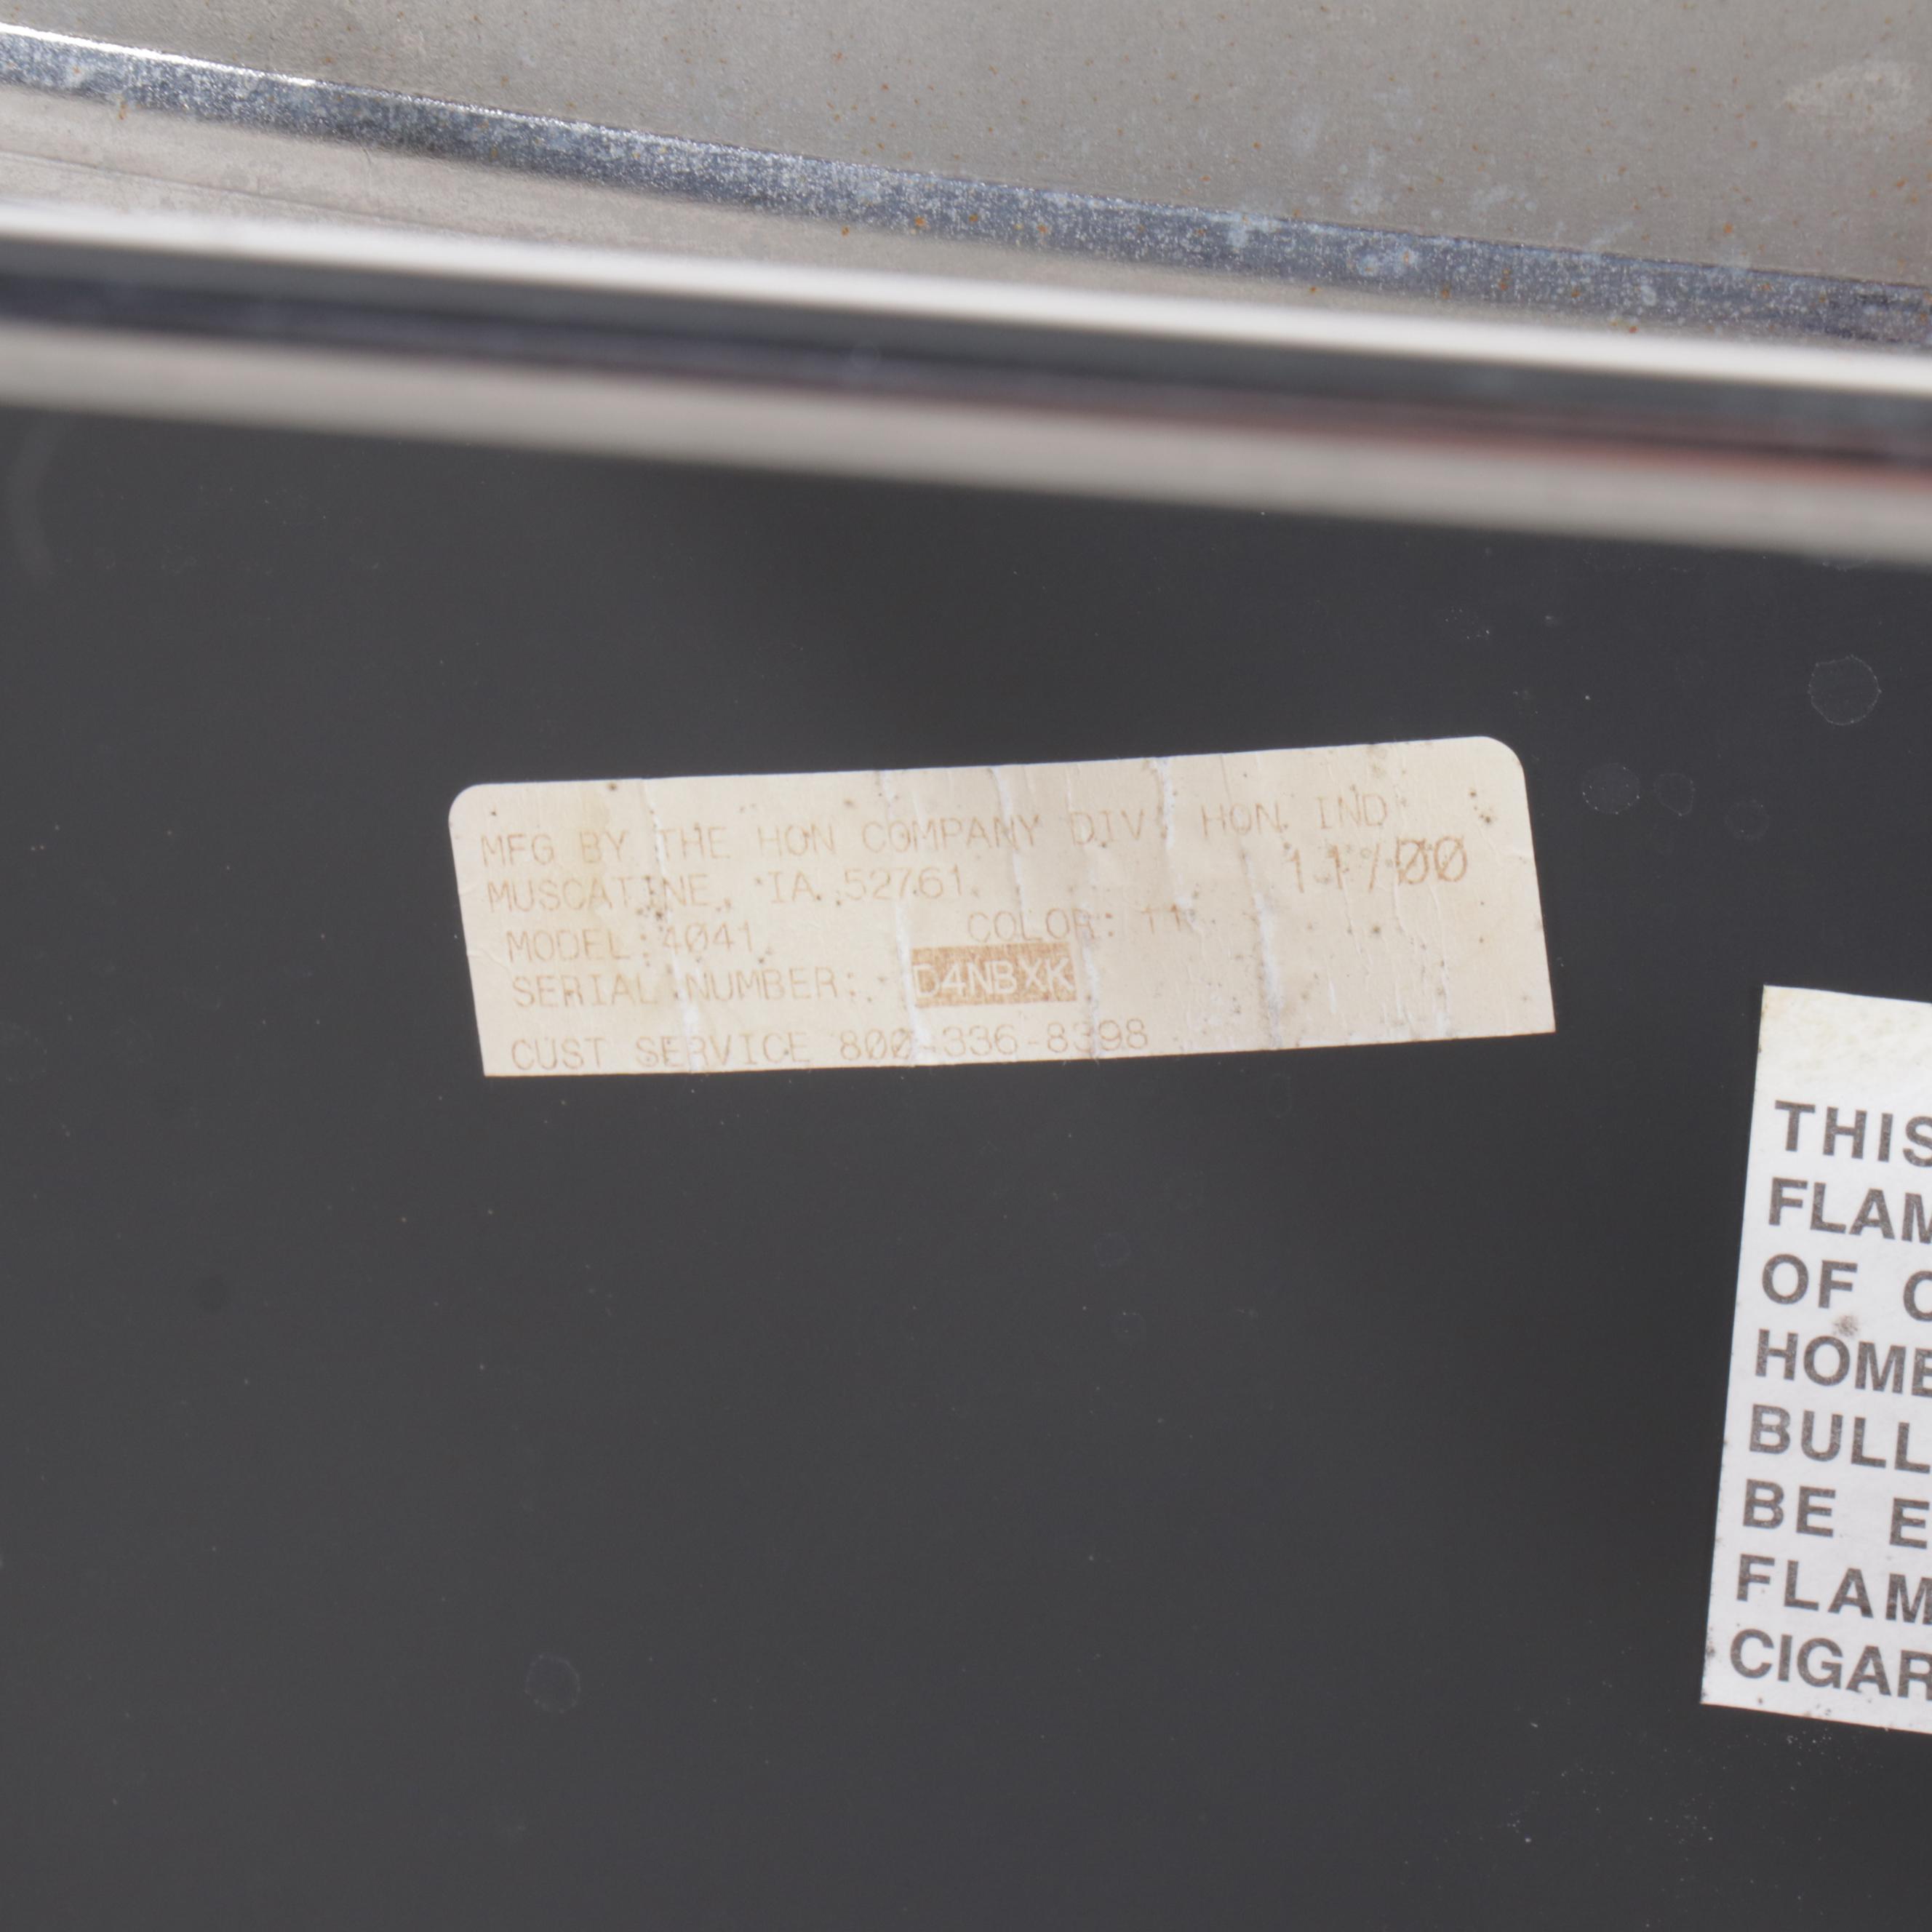 MFG BY THE HON COMPANY DIV. HON IND
MUSCATINE, IA 52761 11/00
MODEL: 4041 COLOR:
SERIAL NUMBER: D4NBXK
CUST SERVICE 800-336-8398
THIS
FLAM
OF C
HOME
BULL
BE E
FLAM
CIGAR